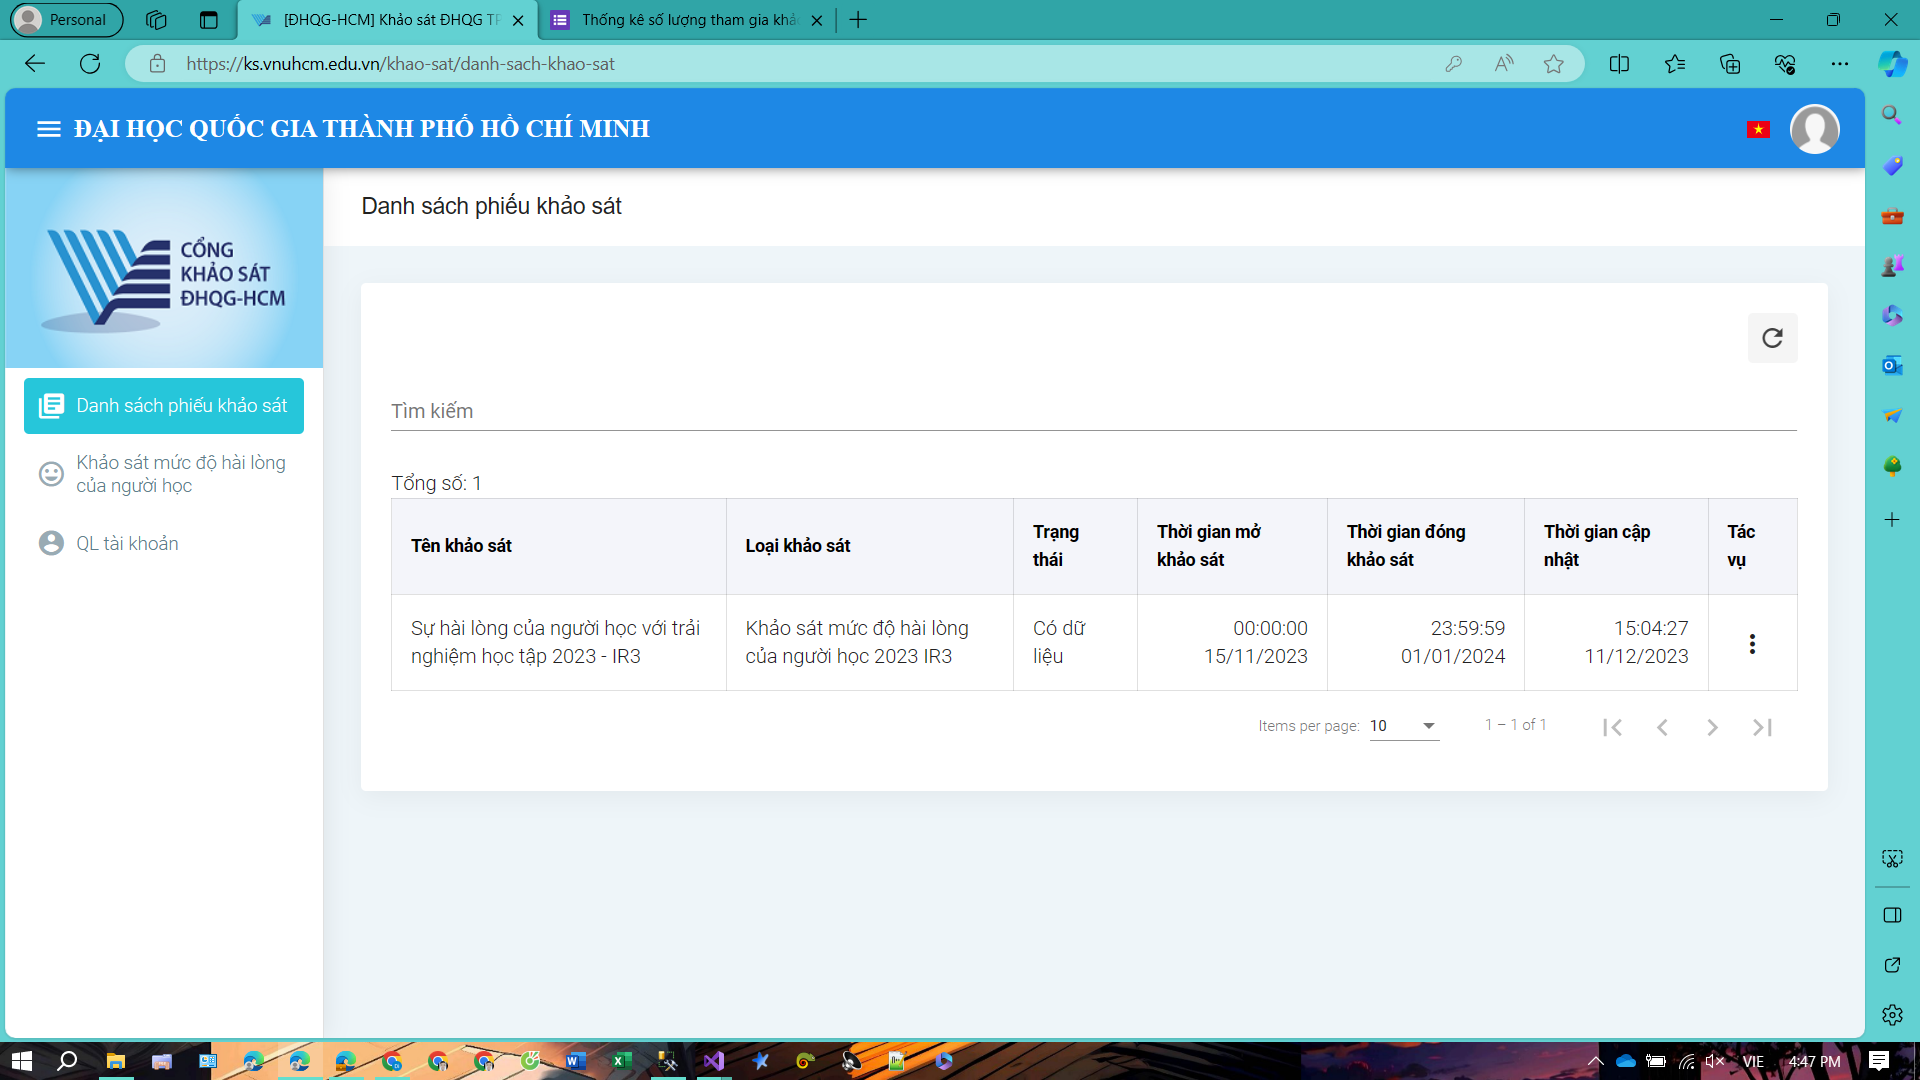 Personal
[ĐHQG-HCM] Khảo sát ĐHQG TP
Thống kê số lượng tham gia khảo
https://ks.vnuhcm.edu.vn/khao-sat/danh-sach-khao-sat
ĐẠI HỌC QUỐC GIA THÀNH PHỐ HỒ CHÍ MINH
CỔNG
KHẢO SÁT
ĐHQG-HCM
Danh sách phiếu khảo sát
Khảo sát mức độ hài lòng
của người học
QL tài khoản
Danh sách phiếu khảo sát
Tìm kiếm
Tổng số: 1
Tên khảo sát
Loại khảo sát
Trạng
thái
Thời gian mở
khảo sát
Thời gian đóng
khảo sát
Thời gian cập
nhật
Tác
vụ
Sự hài lòng của người học với trải
nghiệm học tập 2023 - IR3
Khảo sát mức độ hài lòng
của người học 2023 IR3
Có dữ
liệu
00:00:00
15/11/2023
23:59:59
01/01/2024
15:04:27
11/12/2023
Items per page: 10
1 – 1 of 1
VIE
4:47 PM